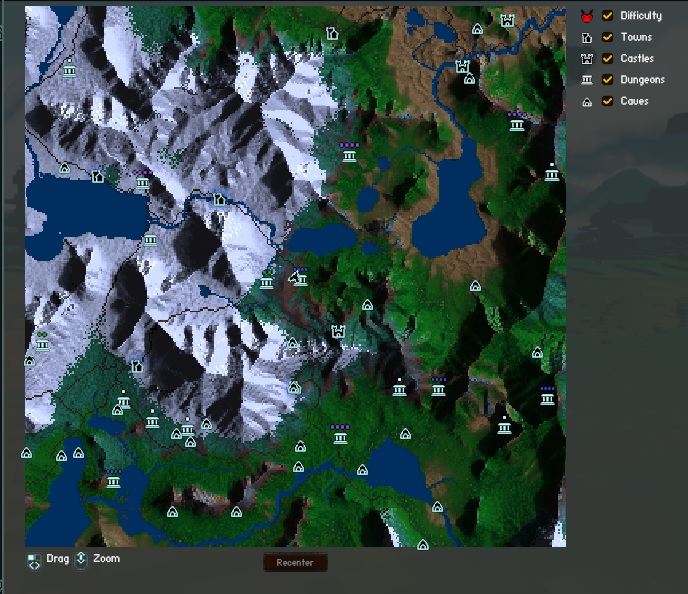 Difficulty
Towns
Castles
Dungeons
Caves
Drag
Zoom
Recenter